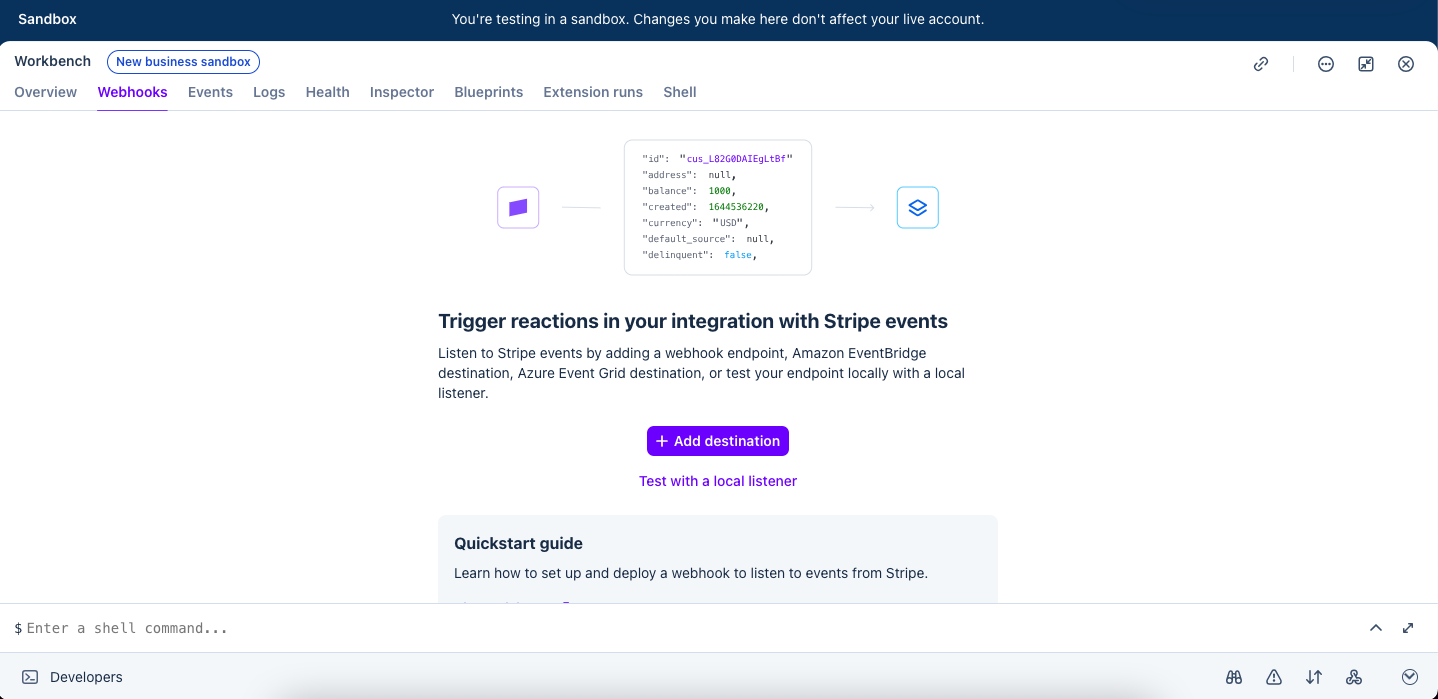 Sandbox
You're testing in a sandbox. Changes you make here don't affect your live account.
Workbench New business sandbox
Overview Webhooks Events Logs Health Inspector Blueprints Extension runs Shell
"id": "cus_L82G0DAIEgLtBf"
"address": null,
"balance": 1000,
"created": 1644536220,
"currency": "USD",
"default_source": null,
"delinquent": false,
Trigger reactions in your integration with Stripe events
Listen to Stripe events by adding a webhook endpoint, Amazon EventBridge
destination, Azure Event Grid destination, or test your endpoint locally with a local
listener.
+ Add destination
Test with a local listener
Quickstart guide
Learn how to set up and deploy a webhook to listen to events from Stripe.
$ Enter a shell command...
Developers